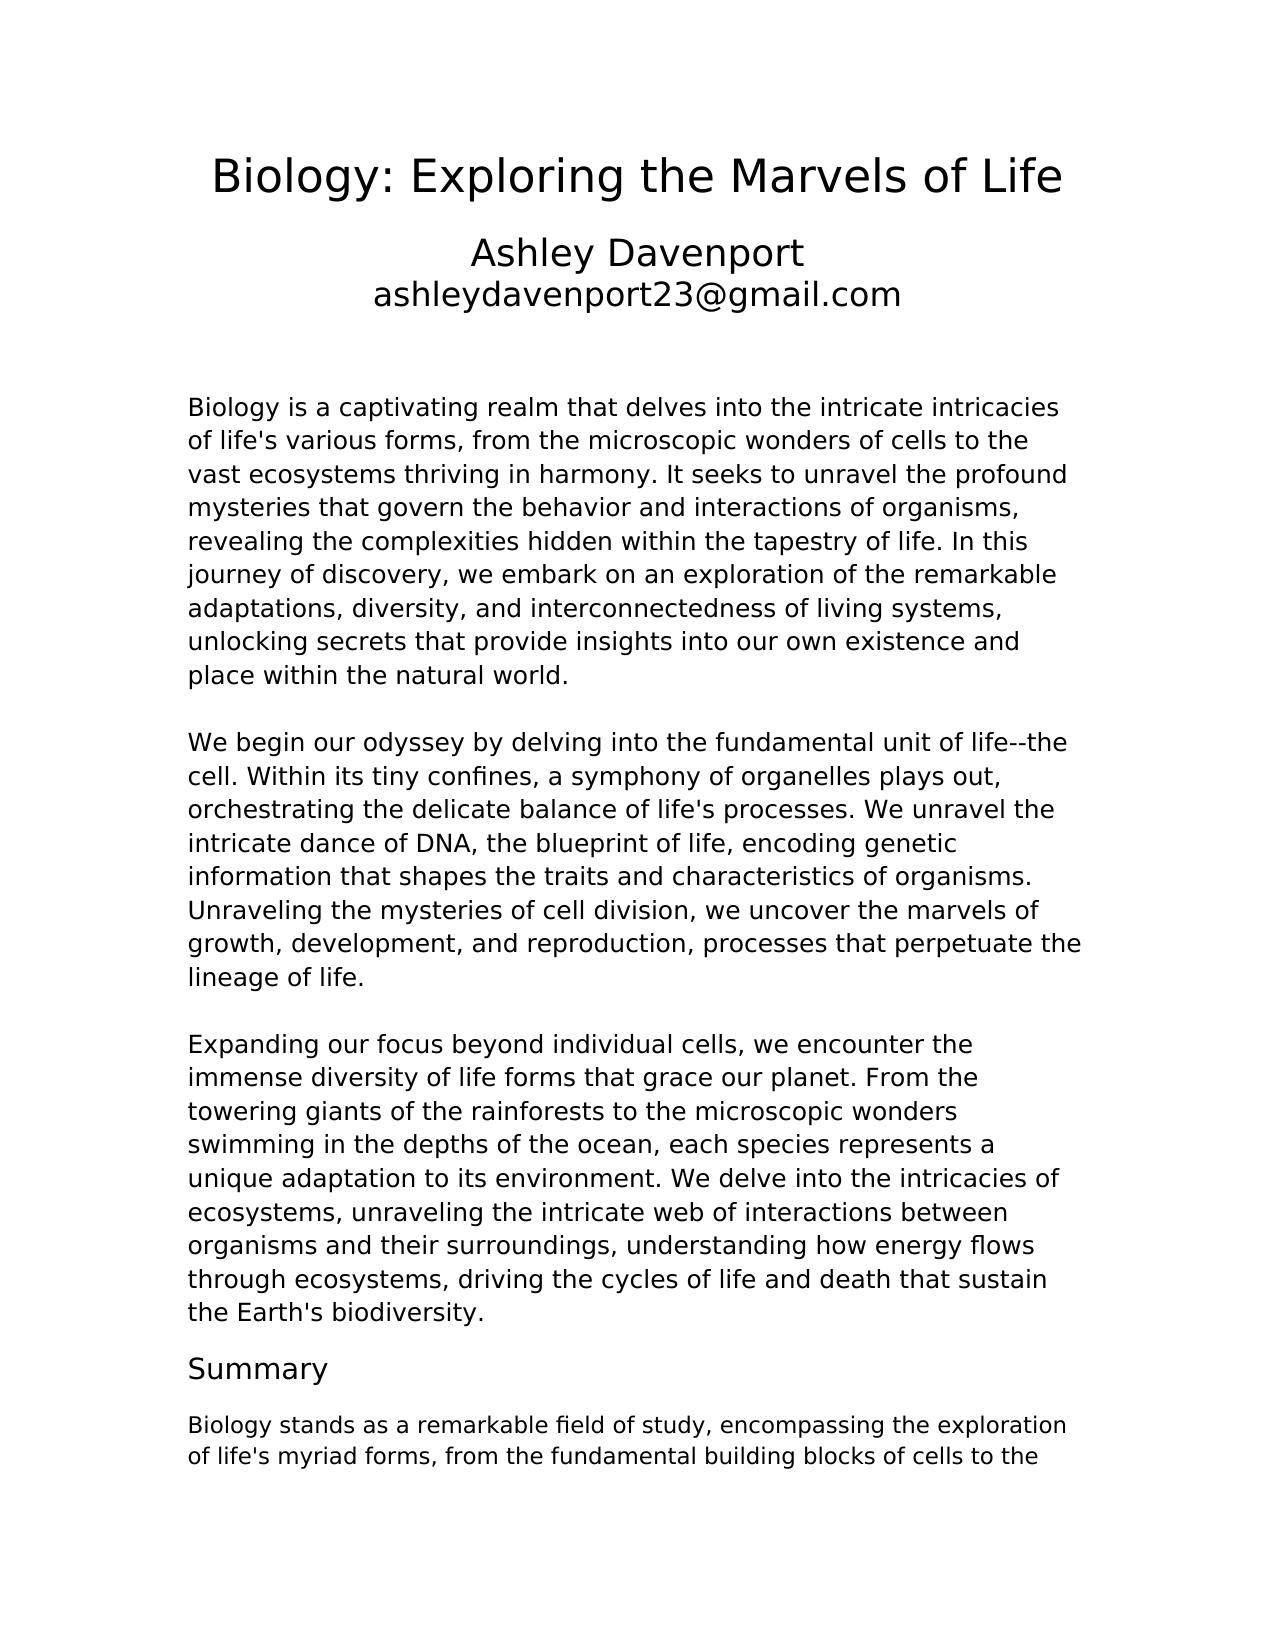 Biology: Exploring the Marvels of Life
Ashley Davenport
ashleydavenport23@gmail.com
Biology is a captivating realm that delves into the intricate intricacies
of life's various forms, from the microscopic wonders of cells to the
vast ecosystems thriving in harmony. It seeks to unravel the profound
mysteries that govern the behavior and interactions of organisms,
revealing the complexities hidden within the tapestry of life. In this
journey of discovery, we embark on an exploration of the remarkable
adaptations, diversity, and interconnectedness of living systems,
unlocking secrets that provide insights into our own existence and
place within the natural world.
We begin our odyssey by delving into the fundamental unit of life--the
cell. Within its tiny confines, a symphony of organelles plays out,
orchestrating the delicate balance of life's processes. We unravel the
intricate dance of DNA, the blueprint of life, encoding genetic
information that shapes the traits and characteristics of organisms.
Unraveling the mysteries of cell division, we uncover the marvels of
growth, development, and reproduction, processes that perpetuate the
lineage of life.
Expanding our focus beyond individual cells, we encounter the
immense diversity of life forms that grace our planet. From the
towering giants of the rainforests to the microscopic wonders
swimming in the depths of the ocean, each species represents a
unique adaptation to its environment. We delve into the intricacies of
ecosystems, unraveling the intricate web of interactions between
organisms and their surroundings, understanding how energy flows
through ecosystems, driving the cycles of life and death that sustain
the Earth's biodiversity.
Summary
Biology stands as a remarkable field of study, encompassing the exploration
of life's myriad forms, from the fundamental building blocks of cells to the